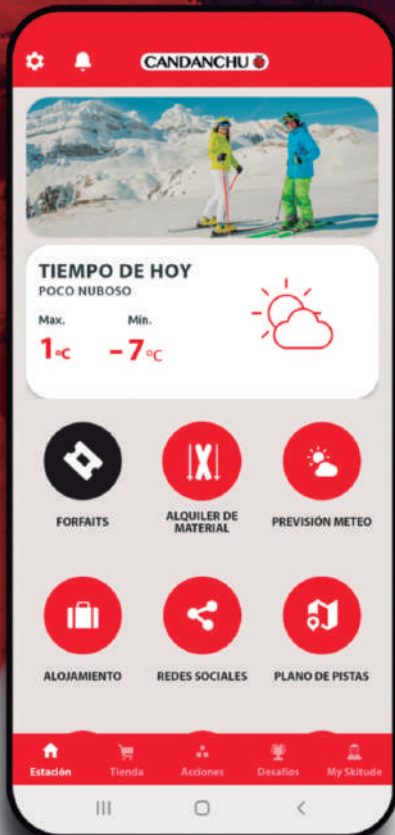 CANDANCHU
TIEMPO DE HOY
POCO NUBOSO
Max. Mín.
1ºC -7ºC
FORFAITS
ALQUILER DE
MATERIAL
PREVISIÓN METEO
ALOJAMIENTO
REDES SOCIALES
PLANO DE PISTAS
Estación Tienda Acciones Desafíos My Skitude